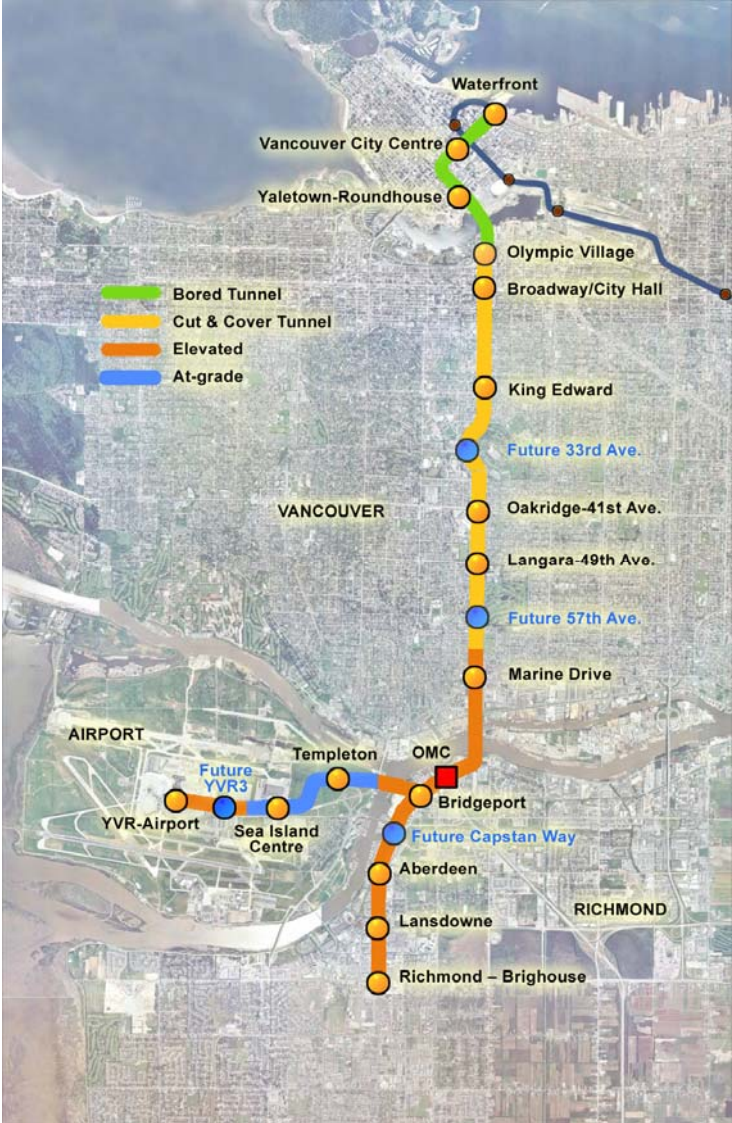 Waterfront
Vancouver City Centre
Yaletown-Roundhouse
Olympic Village
Bored Tunnel
Broadway/City Hall
Cut & Cover Tunnel
Elevated
At-grade
King Edward
Future 33rd Ave.
VANCOUVER
Oakridge-41st Ave.
Langara-49th Ave.
Future 57th Ave.
Marine Drive
AIRPORT
Templeton
OMC
Future
YVR3
Bridgeport
YVR-Airport
Sea Island
Centre
Future Capstan Way
Aberdeen
RICHMOND
Lansdowne
Richmond – Brighouse